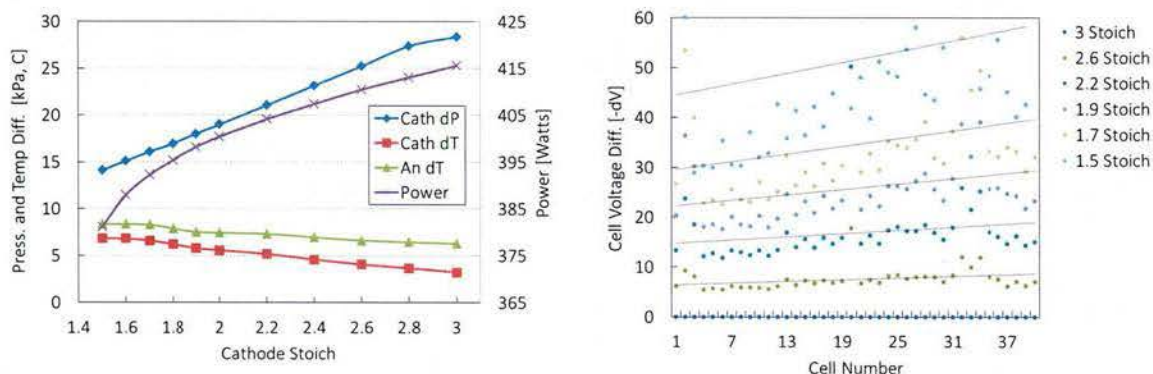 30
25
20
15
10
5
0
Press. and Temp Diff. [kPa, C]
1.4 1.6 1.8 2 2.2 2.4 2.6 2.8 3
Cathode Stoich
425
415
405
395
385
375
365
Power [Watts]
Cath dP
Cath dT
An dT
Power
60
50
40
30
20
10
0
Cell Voltage Diff. [-dV]
1 7 13 19 25 31 37
Cell Number
3 Stoich
2.6 Stoich
2.2 Stoich
1.9 Stoich
1.7 Stoich
1.5 Stoich